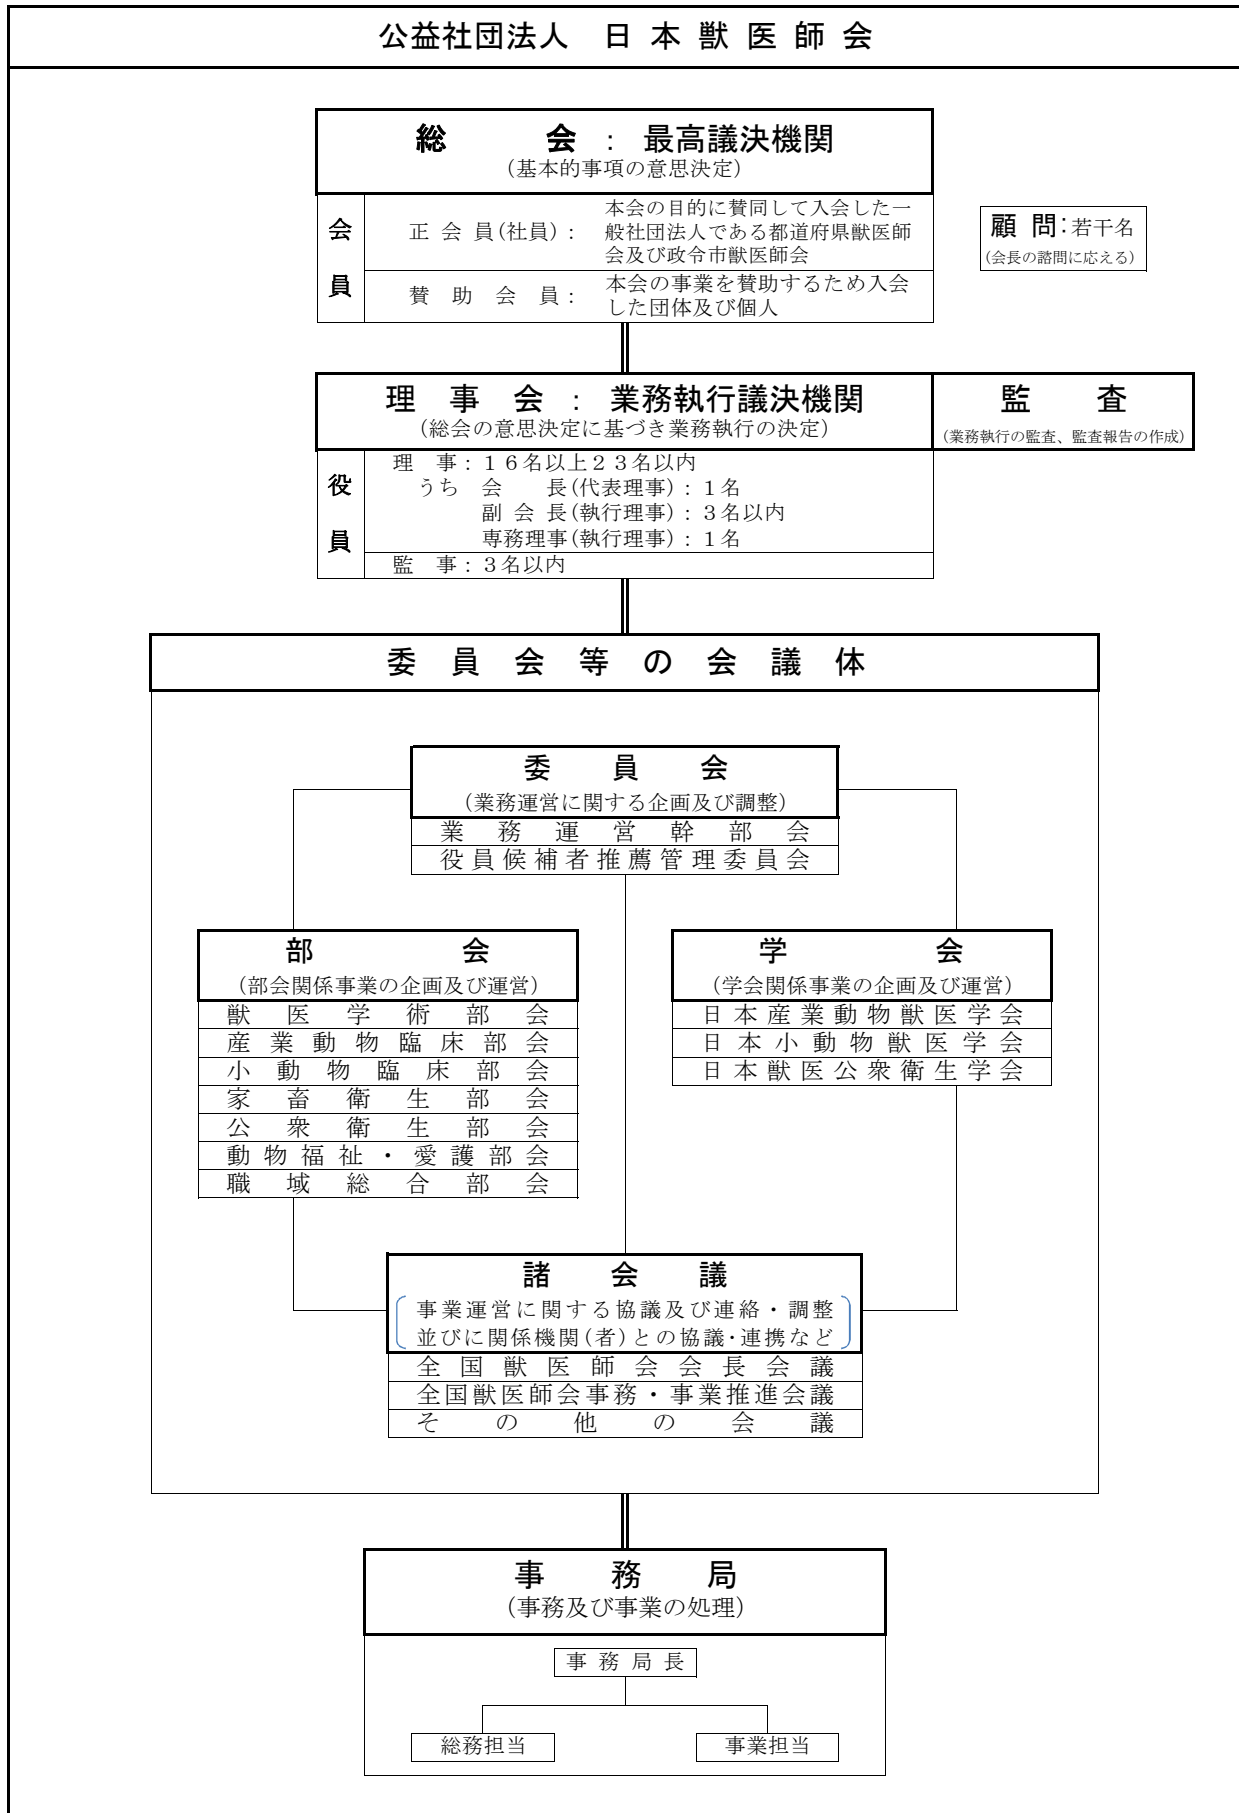 公益社団法人　日本獣医師会
総会：最高議決機関
(基本的事項の意思決定)
会員
正会員(社員)：
本会の目的に賛同して入会した一
般社団法人である都道府県獣医師
会及び政令市獣医師会
賛助会員：
本会の事業を賛助するため入会
した団体及び個人
顧問：若干名
(会長の諮問に応える)
理事会：業務執行議決機関
(総会の意思決定に基づき業務執行の決定)
監査
(業務執行の監査、監査報告の作成)
役員
理　事：１６名以上２３名以内
うち　会　　長(代表理事)：１名
副会長(執行理事)：３名以内
専務理事(執行理事)：１名
監　事：３名以内
委員会等の会議体
委員会
(業務運営に関する企画及び調整)
業務運営幹部会
役員候補者推薦管理委員会
部会
(部会関係事業の企画及び運営)
獣医学術部会
産業動物臨床部会
小動物臨床部会
家畜衛生部会
公衆衛生部会
動物福祉・愛護部会
職域総合部会
学会
(学会関係事業の企画及び運営)
日本産業動物獣医学会
日本小動物獣医学会
日本獣医公衆衛生学会
諸会議
事業運営に関する協議及び連絡・調整
並びに関係機関(者)との協議・連携など
全国獣医師会会長会議
全国獣医師会事務・事業推進会議
その他の会議
事務局
(事務及び事業の処理)
事務局長
総務担当
事業担当